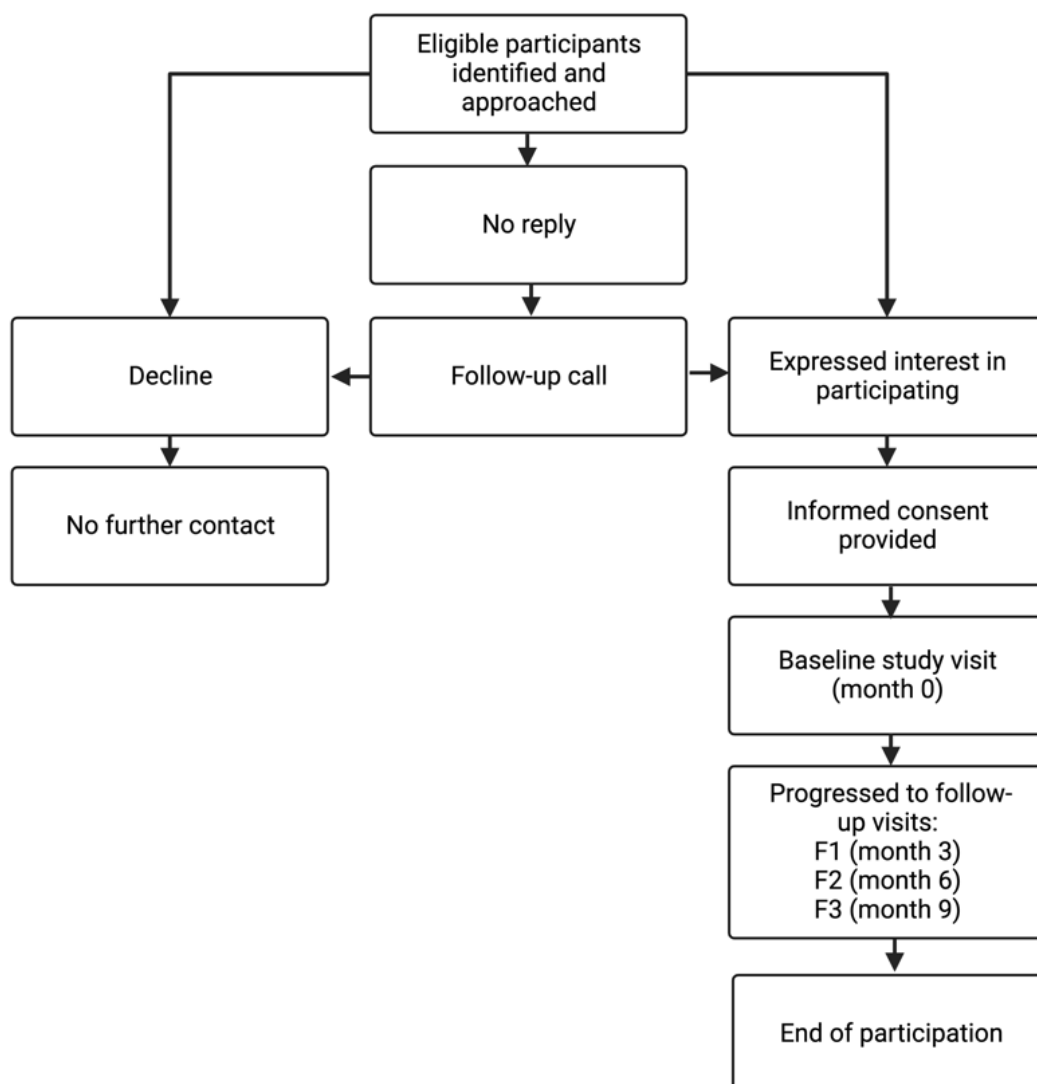 Eligible participants
identified and
approached
No reply
Decline
Follow-up call
Expressed interest in
participating
No further contact
Informed consent
provided
Baseline study visit
(month 0)
Progressed to follow-
up visits:
F1 (month 3)
F2 (month 6)
F3 (month 9)
End of participation